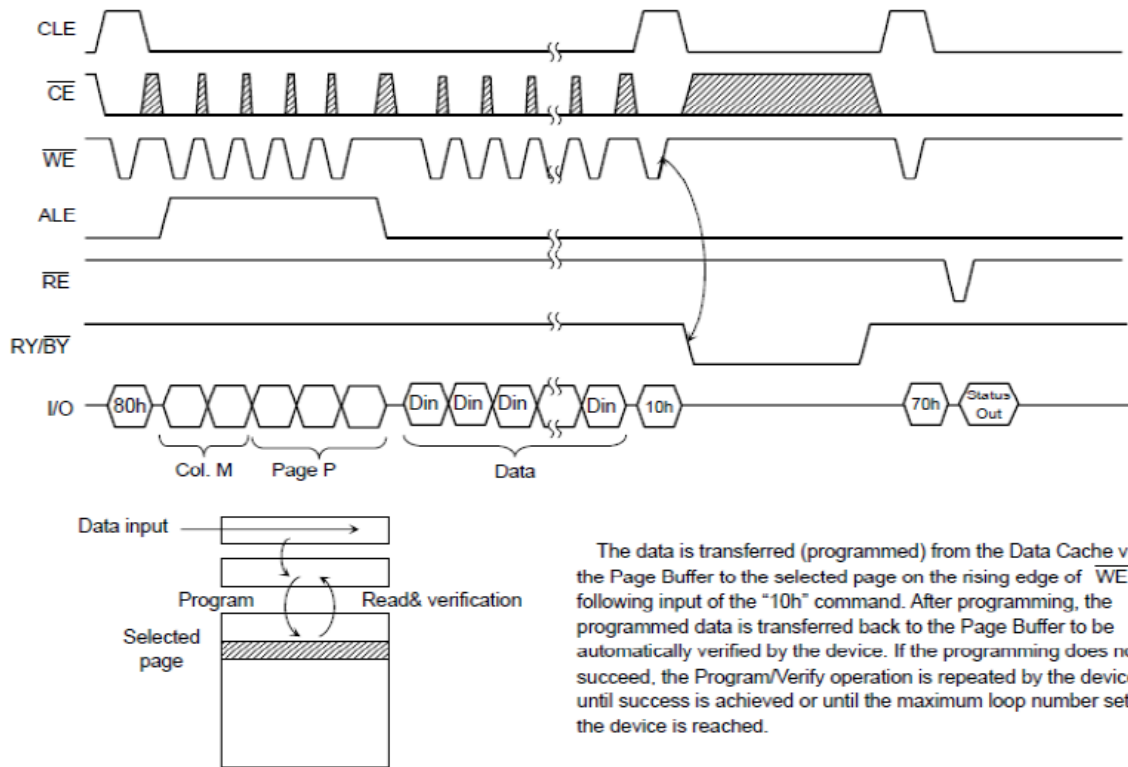 CLE
CE
WE
ALE
RE
RY/BY
I/O 80h Din Din Din Din 10h 70h Status Out
Col. M Page P Data
Data input
Program Read& verification
Selected
page
The data is transferred (programmed) from the Data Cache v
the Page Buffer to the selected page on the rising edge of WE
following input of the “10h” command. After programming, the
programmed data is transferred back to the Page Buffer to be
automatically verified by the device. If the programming does no
succeed, the Program/Verify operation is repeated by the device
until success is achieved or until the maximum loop number set
the device is reached.